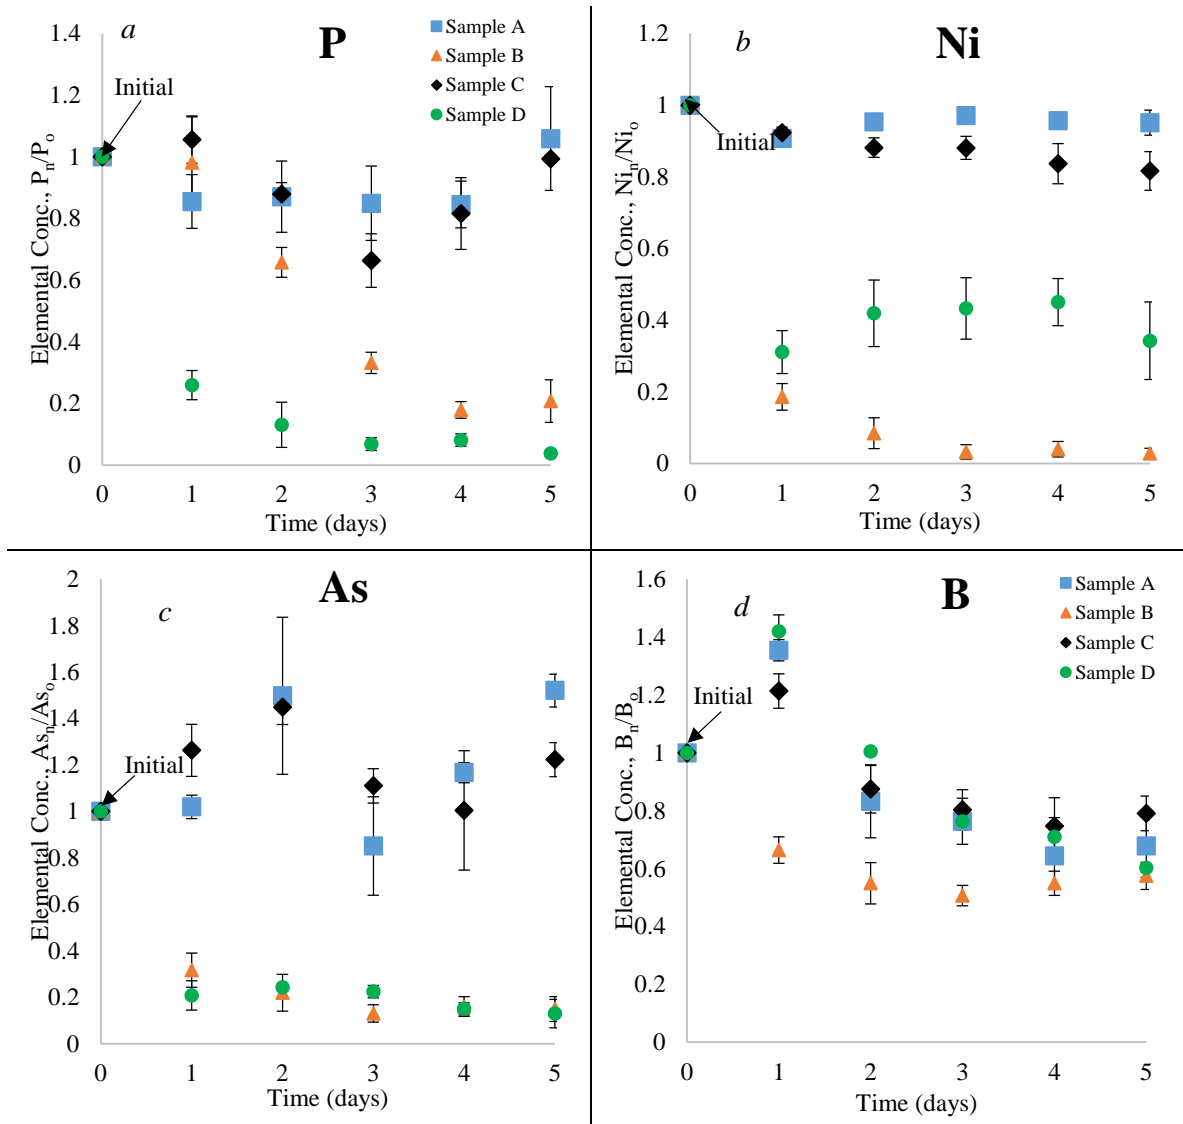 a
P
Sample A
Sample B
Sample C
Sample D
Initial
Elemental Conc., Pn/Po
1.4
1.2
1
0.8
0.6
0.4
0.2
0
0 1 2 3 4 5
Time (days)
b
Ni
Initial
Elemental Conc., Nin/Nio
1.2
1
0.8
0.6
0.4
0.2
0
0 1 2 3 4 5
Time (days)
c
As
Initial
Elemental Conc., Asn/Aso
2
1.8
1.6
1.4
1.2
1
0.8
0.6
0.4
0.2
0
0 1 2 3 4 5
Time (days)
d
B
Sample A
Sample B
Sample C
Sample D
Initial
Elemental Conc., Bn/Bo
1.6
1.4
1.2
1
0.8
0.6
0.4
0.2
0
0 1 2 3 4 5
Time (days)